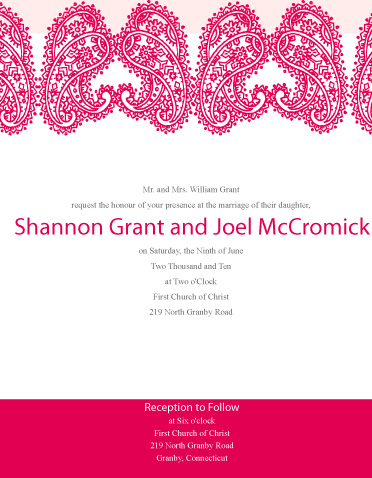 Mr. and Mrs. William Grant
request the honour of your presence at the marriage of their daughter,
Shannon Grant and Joel McCromick
on Saturday, the Ninth of June
Two Thousand and Ten
at Two o'Clock
First Church of Christ
219 North Granby Road
Reception to Follow
at Six o'clock
First Church of Christ
219 North Granby Road
Granby, Connecticut